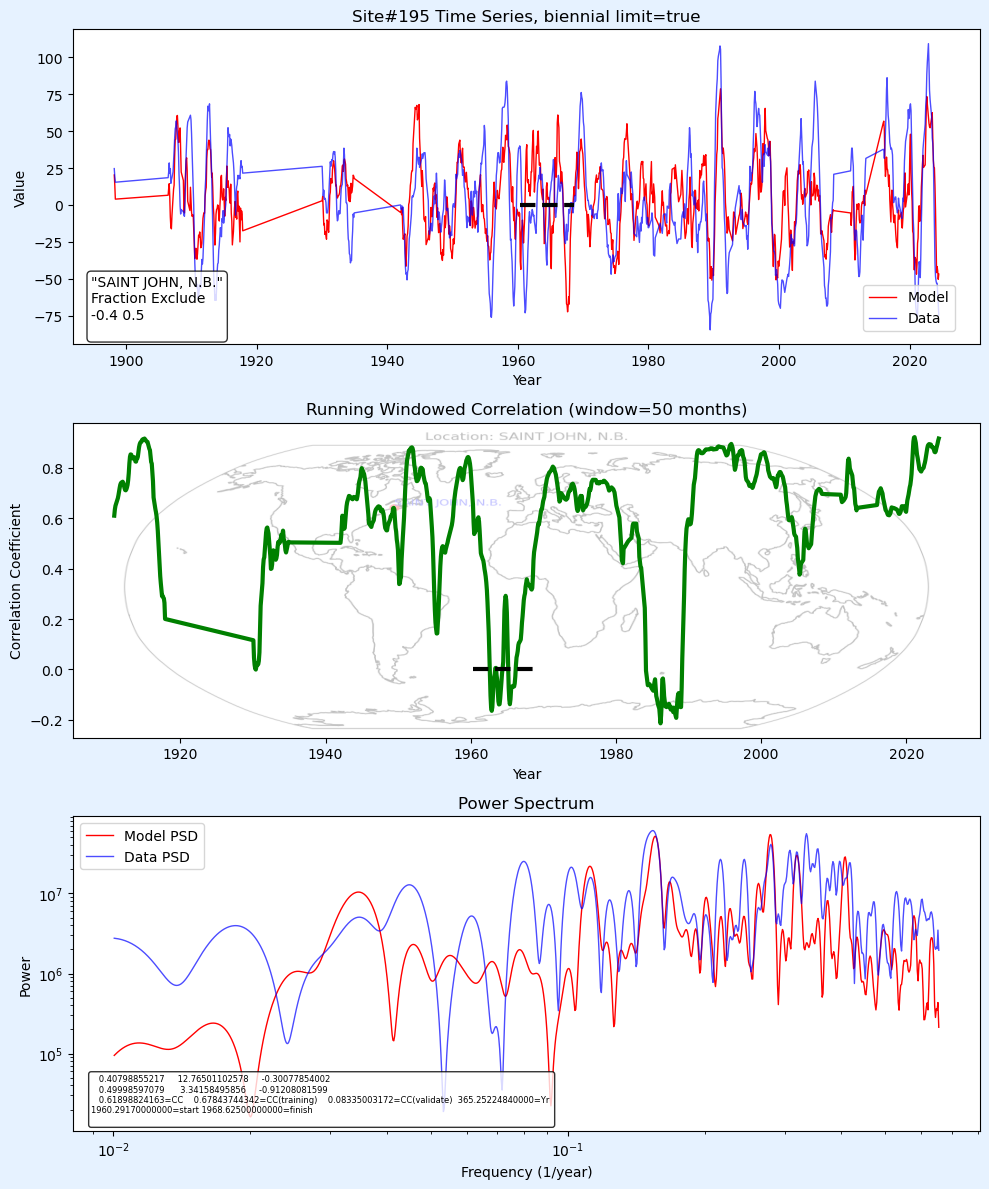 Site#195 Time Series, biennial limit=true
Value
100
75
50
25
0
−25
−50
−75
"SAINT JOHN, N.B."
Fraction Exclude
-0.4 0.5
Model
Data
1900 1920 1940 1960 1980 2000 2020
Year
Running Windowed Correlation (window=50 months)
Location: SAINT JOHN, N.B.
Correlation Coefficient
0.8
0.6
0.4
0.2
0.0
−0.2
1920 1940 1960 1980 2000 2020
Year
Power Spectrum
Model PSD
Data PSD
Power
10^7
10^6
10^5
0.40798855217 12.76501102578 -0.30077854002
0.49998597079 3.34158495856 -0.91208081599
0.61898824163=CC 0.67843744342=CC(training) 0.08335003172=CC(validate) 365.25224840000=Yr
1960.29170000000=start 1968.62500000000=finish
10^−2 10^−1
Frequency (1/year)